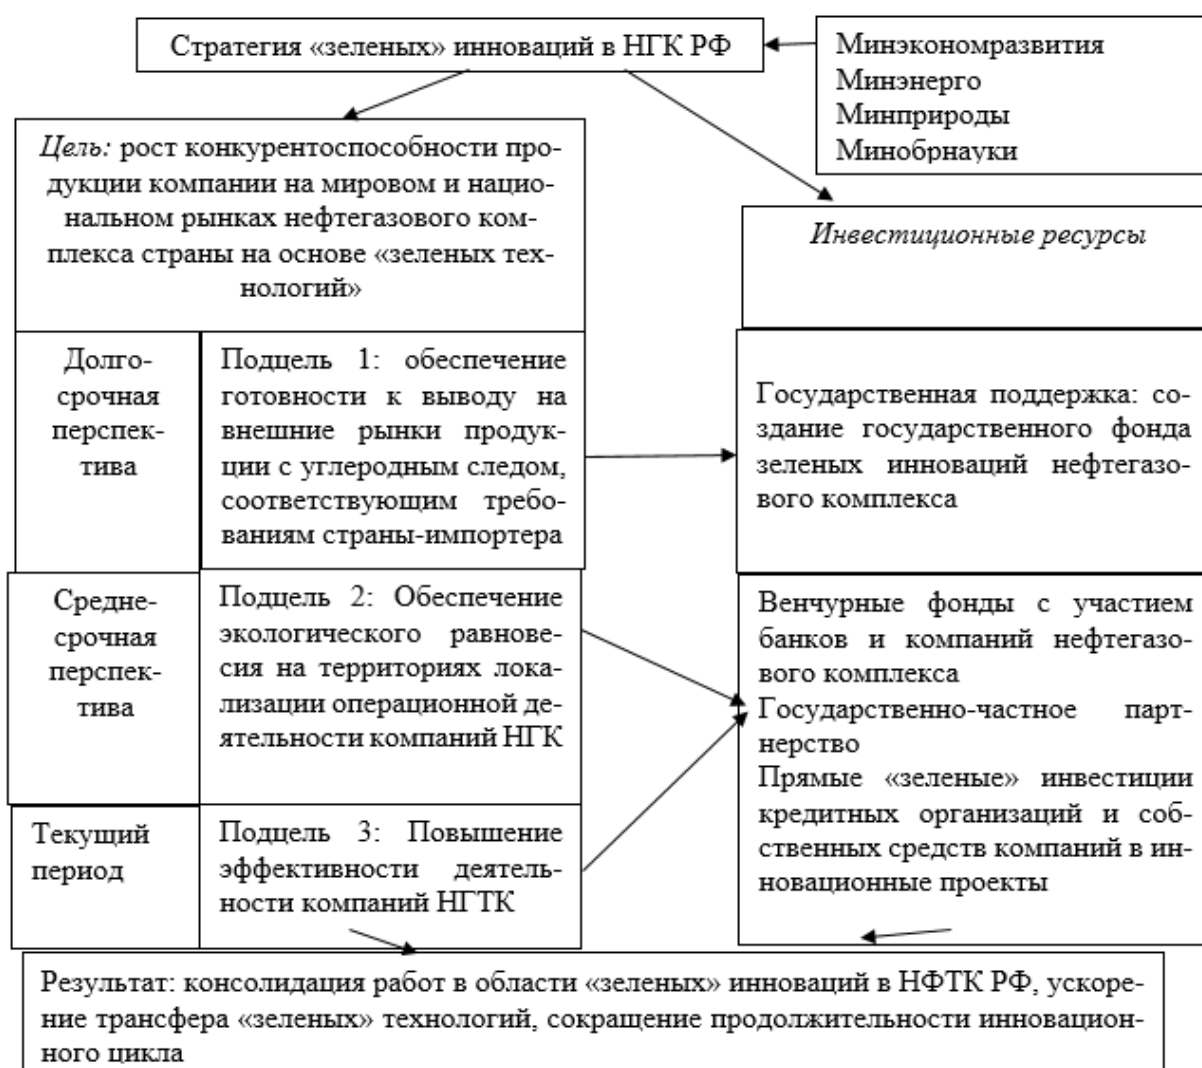 Стратегия «зеленых» инноваций в НГК РФ
Минэкономразвития
Минэнерго
Минприроды
Минобрнауки
Цель: рост конкурентоспособности про-
дукции компании на мировом и нацио-
нальном рынках нефтегазового ком-
плекса страны на основе «зеленых тех-
нологий»
Инвестиционные ресурсы
Долго-
срочная
перспек-
тива
Подцель 1: обеспечение
готовности к выводу на
внешние рынки продук-
ции с углеродным следом,
соответствующим требо-
ваниям страны-импортера
Государственная поддержка: со-
здание государственного фонда
зеленых инноваций нефтегазо-
вого комплекса
Средне-
срочная
перспек-
тива
Подцель 2: Обеспечение
экологического равнове-
сия на территориях лока-
лизации операционной де-
ятельности компаний НГК
Венчурные фонды с участием
банков и компаний нефтегазо-
вого комплекса
Государственно-частное парт-
нерство
Прямые «зеленые» инвестиции
кредитных организаций и соб-
ственных средств компаний в ин-
новационные проекты
Текущий
период
Подцель 3: Повышение
эффективности деятель-
ности компаний НГТК
Результат: консолидация работ в области «зеленых» инноваций в НФТК РФ, ускоре-
ние трансфера «зеленых» технологий, сокращение продолжительности инновацион-
ного цикла